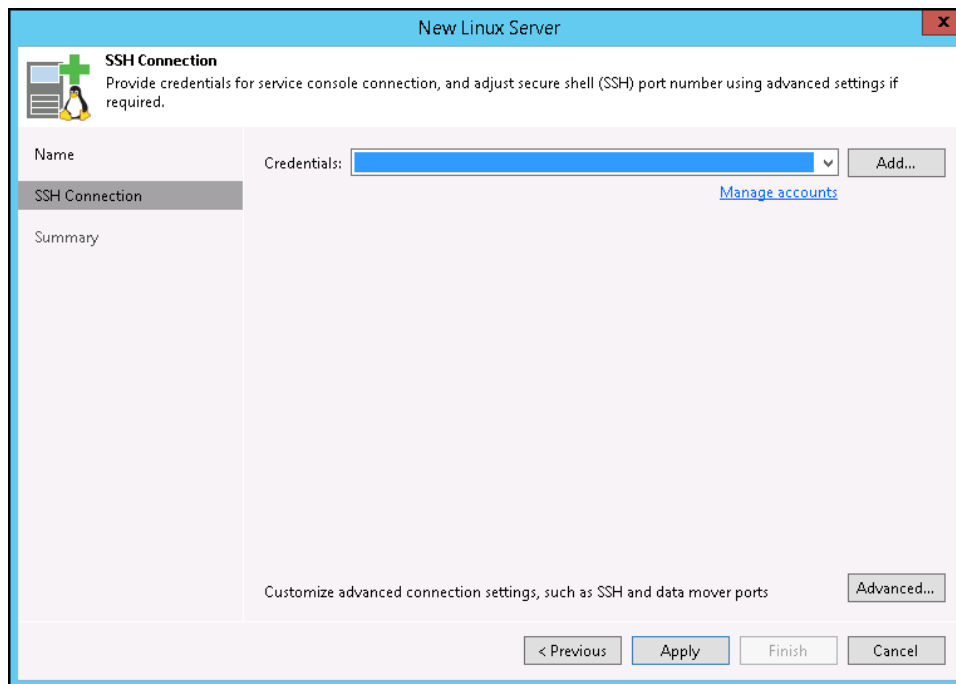 New Linux Server
x
SSH Connection
Provide credentials for service console connection, and adjust secure shell (SSH) port number using advanced settings if
required.
Name
SSH Connection
Summary
Credentials:
Add...
Manage accounts
Customize advanced connection settings, such as SSH and data mover ports
Advanced...
< Previous
Apply
Finish
Cancel